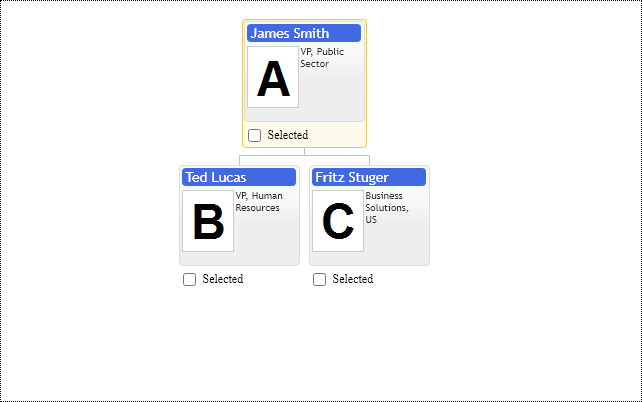 James Smith
A
VP, Public
Sector
Selected
Ted Lucas
B
VP, Human
Resources
Selected
Fritz Stuger
C
Business
Solutions,
US
Selected